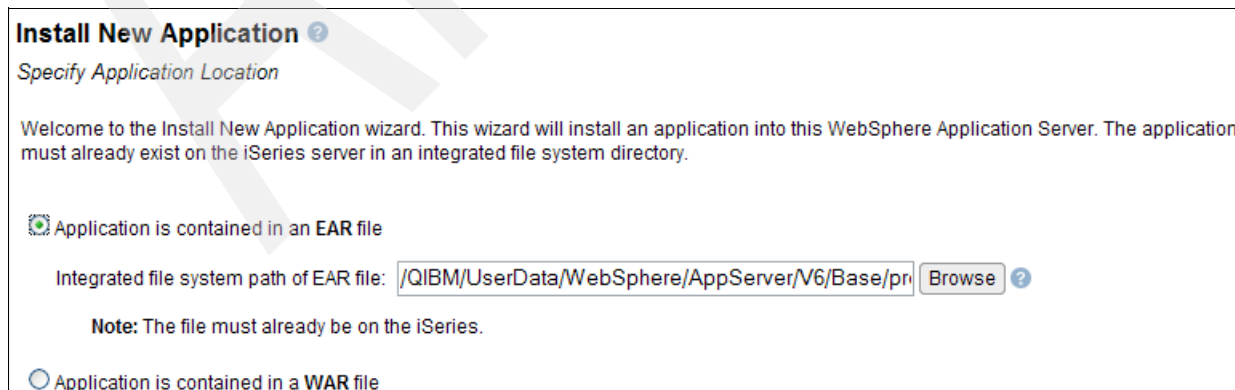 Install New Application ?
Specify Application Location
Welcome to the Install New Application wizard. This wizard will install an application into this WebSphere Application Server. The application
must already exist on the iSeries server in an integrated file system directory.
Application is contained in an EAR file
Integrated file system path of EAR file: /QIBM/UserData/WebSphere/AppServer/V6/Base/pr Browse ?
Note: The file must already be on the iSeries.
Application is contained in a WAR file